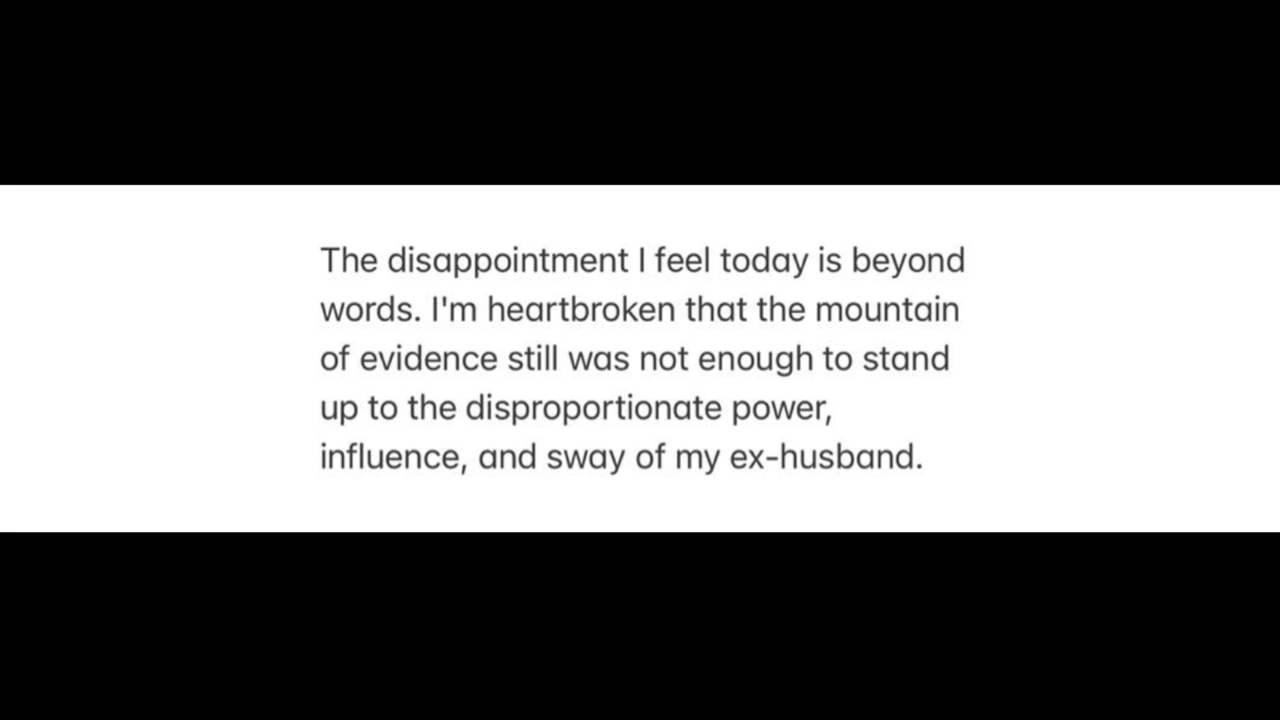 The disappointment I feel today is beyond
words. I'm heartbroken that the mountain
of evidence still was not enough to stand
up to the disproportionate power,
influence, and sway of my ex-husband.